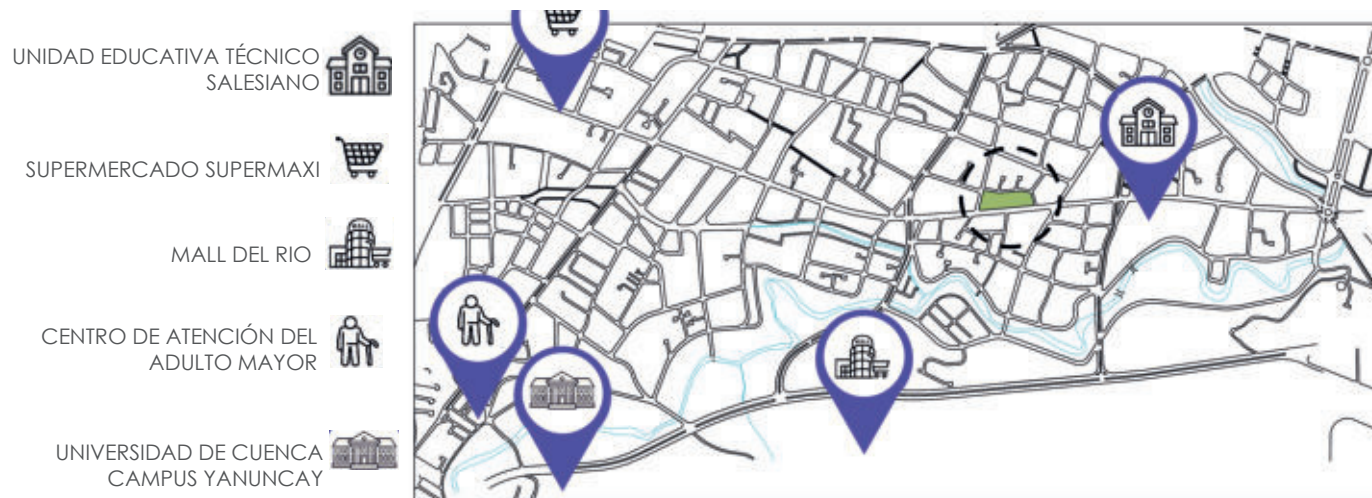 UNIDAD EDUCATIVA TÉCNICO
SALESIANO
SUPERMERCADO SUPERMAXI
MALL DEL RIO
CENTRO DE ATENCIÓN DEL
ADULTO MAYOR
UNIVERSIDAD DE CUENCA
CAMPUS YANUNCAY